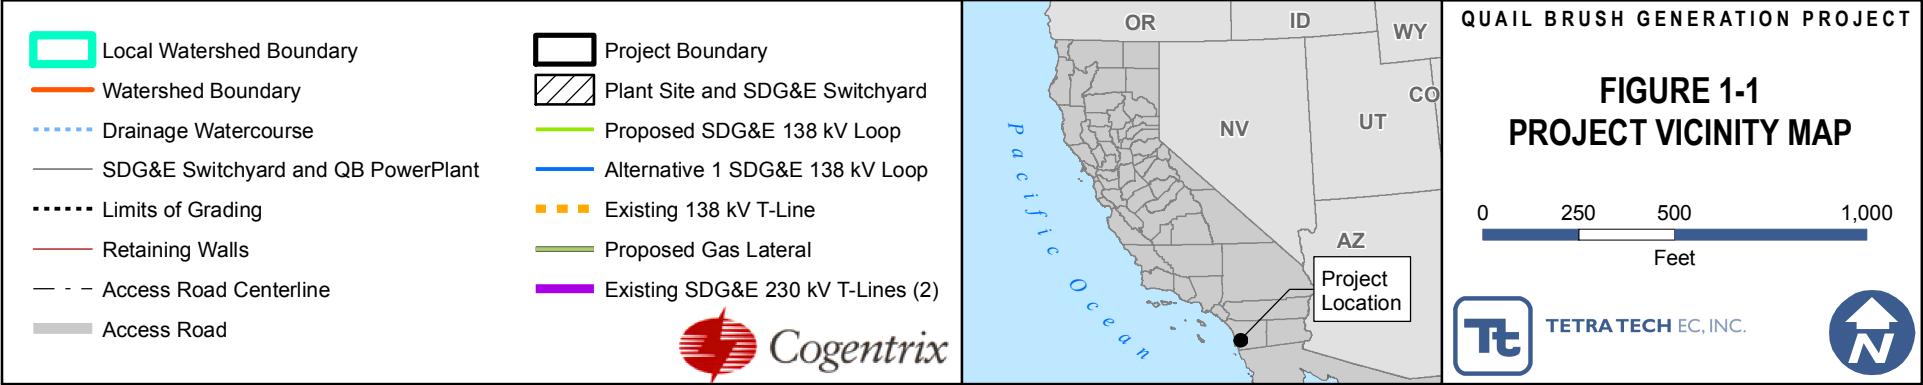 Local Watershed Boundary
Watershed Boundary
Drainage Watercourse
SDG&E Switchyard and QB PowerPlant
Limits of Grading
Retaining Walls
Access Road Centerline
Access Road
Project Boundary
Plant Site and SDG&E Switchyard
Proposed SDG&E 138 kV Loop
Alternative 1 SDG&E 138 kV Loop
Existing 138 kV T-Line
Proposed Gas Lateral
Existing SDG&E 230 kV T-Lines (2)
Cogentrix
OR
ID
WY
CO
NV
UT
AZ
Pacific Ocean
Project
Location
QUAIL BRUSH GENERATION PROJECT
FIGURE 1-1
PROJECT VICINITY MAP
0 250 500 1,000
Feet
Tt
TETRA TECH EC, INC.
N